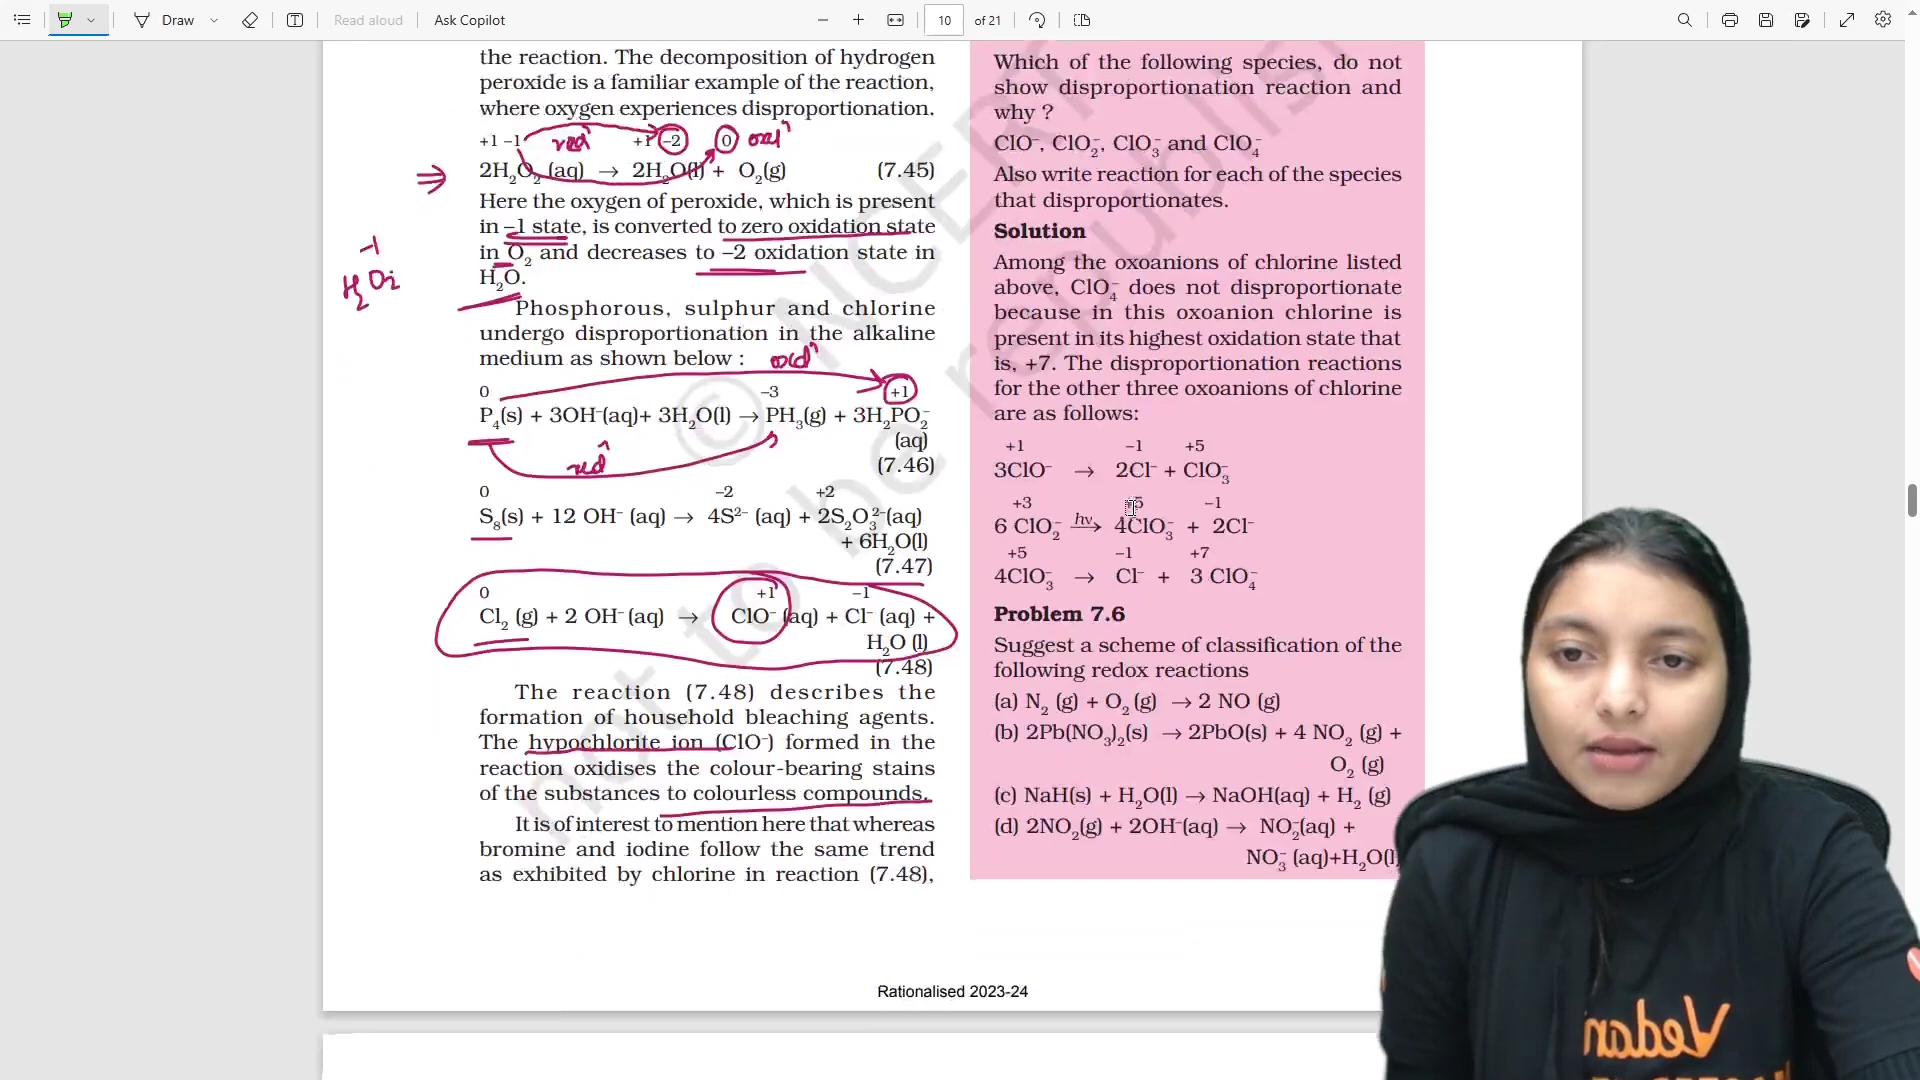 Draw
Read aloud
Ask Copilot
10
of 21
the reaction. The decomposition of hydrogen
peroxide is a familiar example of the reaction,
where oxygen experiences disproportionation.
+1 –1 redⁿ +1 –2 0 oxdⁿ
2H₂O₂ (aq) → 2H₂O(l) + O₂(g) (7.45)
Here the oxygen of peroxide, which is present
in –1 state, is converted to zero oxidation state
in O₂ and decreases to –2 oxidation state in
H₂O.
-1
H₂O₂
Phosphorous, sulphur and chlorine
undergo disproportionation in the alkaline
medium as shown below :
oxdⁿ
0 –3 +1
P₄(s) + 3OH⁻(aq)+ 3H₂O(l) → PH₃(g) + 3H₂PO₂⁻
(aq)
redⁿ
(7.46)
0 –2 +2
S₈(s) + 12 OH⁻ (aq) → 4S²⁻ (aq) + 2S₂O₃²⁻(aq)
+ 6H₂O(l)
(7.47)
0 +1 –1
Cl₂ (g) + 2 OH⁻ (aq) → ClO⁻ (aq) + Cl⁻ (aq) +
H₂O (l)
(7.48)
The reaction (7.48) describes the
formation of household bleaching agents.
The hypochlorite ion (ClO⁻) formed in the
reaction oxidises the colour-bearing stains
of the substances to colourless compounds.
It is of interest to mention here that whereas
bromine and iodine follow the same trend
as exhibited by chlorine in reaction (7.48),
Which of the following species, do not
show disproportionation reaction and
why ?
ClO⁻, ClO₂⁻, ClO₃⁻ and ClO₄⁻
Also write reaction for each of the species
that disproportionates.
Solution
Among the oxoanions of chlorine listed
above, ClO₄⁻ does not disproportionate
because in this oxoanion chlorine is
present in its highest oxidation state that
is, +7. The disproportionation reactions
for the other three oxoanions of chlorine
are as follows:
+1 –1 +5
3ClO⁻ → 2Cl⁻ + ClO₃⁻
+3 +5 –1
6 ClO₂⁻ hν→ 4ClO₃⁻ + 2Cl⁻
+5 –1 +7
4ClO₃⁻ → Cl⁻ + 3 ClO₄⁻
Problem 7.6
Suggest a scheme of classification of the
following redox reactions
(a) N₂ (g) + O₂ (g) → 2 NO (g)
(b) 2Pb(NO₃)₂(s) → 2PbO(s) + 4 NO₂ (g) +
O₂ (g)
(c) NaH(s) + H₂O(l) → NaOH(aq) + H₂ (g)
(d) 2NO₂(g) + 2OH⁻(aq) → NO₂⁻(aq) +
NO₃⁻ (aq)+H₂O(l
© NCERT
not to be republis
Rationalised 2023-24
Vedan